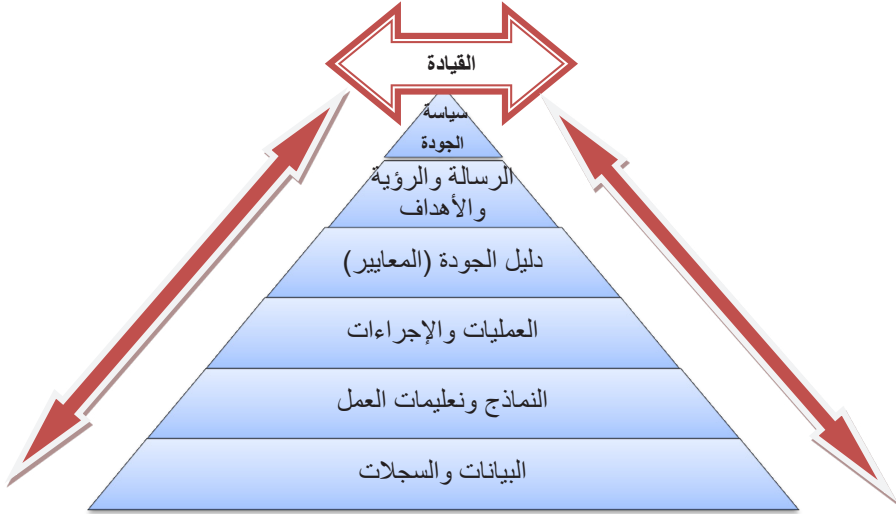 القيادة
سياسة
الجودة
الرسالة والرؤية
والأهداف
دليل الجودة (المعايير)
العمليات والإجراءات
النماذج ونعليمات العمل
البيانات والسجلات